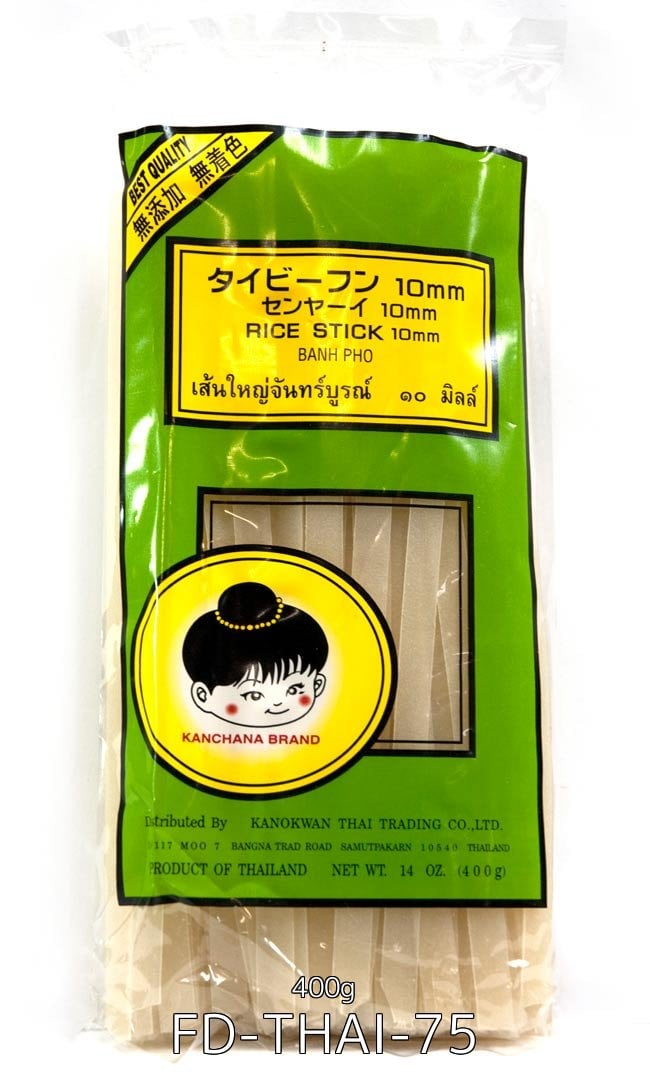 BEST QUALITY
無添加 無着色
タイビーフン 10mm
センヤーイ 10mm
RICE STICK 10mm
BANH PHO
เส้นใหญ่จันทร์บูรณ์ ๑๐ มิลล์
KANCHANA BRAND
Distributed By KANOKWAN THAI TRADING CO.,LTD.
117 MOO 7 BANGNA TRAD ROAD SAMUTPAKARN 10540 THAILAND
PRODUCT OF THAILAND NET WT. 14 OZ. (400g)
400g
FD-THAI-75